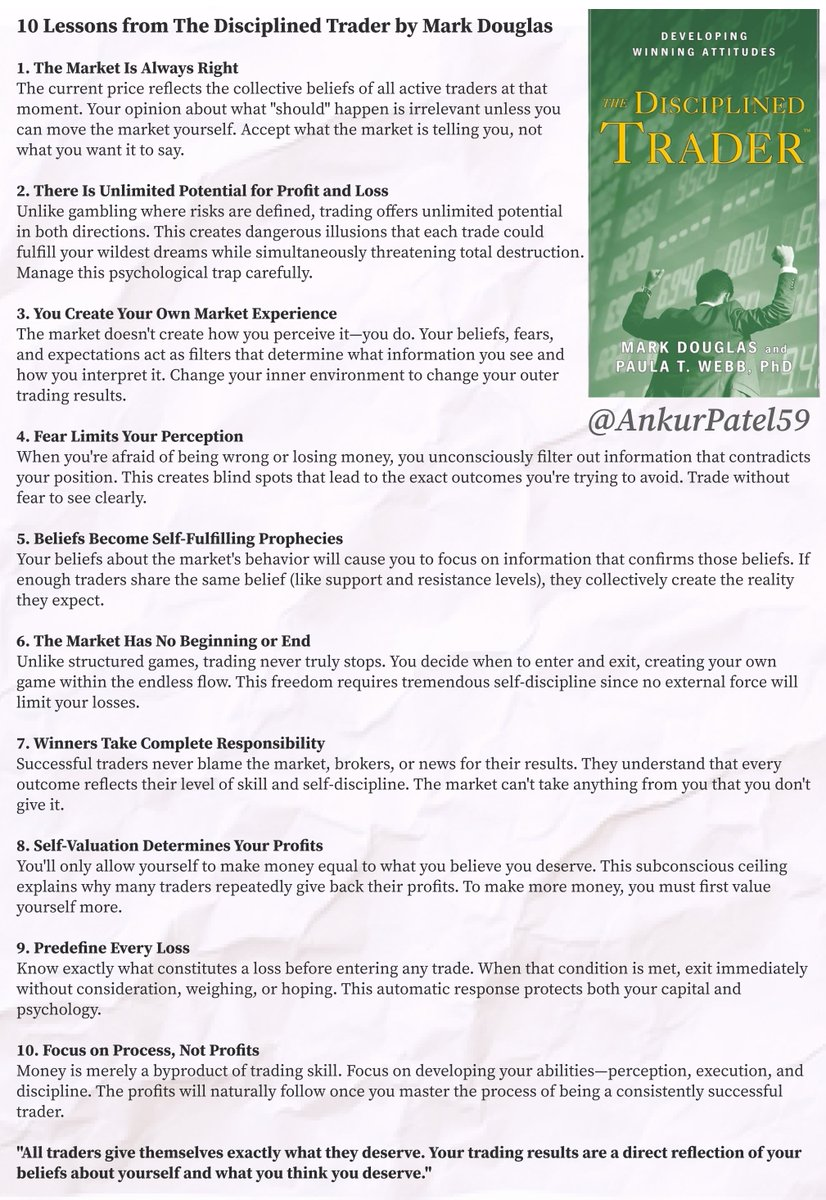 10 Lessons from The Disciplined Trader by Mark Douglas
DEVELOPING
WINNING ATTITUDES
THE DISCIPLINED
TRADER™
MARK DOUGLAS and
PAULA T. WEBB, PhD
@AnkurPatel59
1. The Market Is Always Right
The current price reflects the collective beliefs of all active traders at that
moment. Your opinion about what "should" happen is irrelevant unless you
can move the market yourself. Accept what the market is telling you, not
what you want it to say.
2. There Is Unlimited Potential for Profit and Loss
Unlike gambling where risks are defined, trading offers unlimited potential
in both directions. This creates dangerous illusions that each trade could
fulfill your wildest dreams while simultaneously threatening total destruction.
Manage this psychological trap carefully.
3. You Create Your Own Market Experience
The market doesn't create how you perceive it—you do. Your beliefs, fears,
and expectations act as filters that determine what information you see and
how you interpret it. Change your inner environment to change your outer
trading results.
4. Fear Limits Your Perception
When you're afraid of being wrong or losing money, you unconsciously filter out information that contradicts
your position. This creates blind spots that lead to the exact outcomes you're trying to avoid. Trade without
fear to see clearly.
5. Beliefs Become Self-Fulfilling Prophecies
Your beliefs about the market's behavior will cause you to focus on information that confirms those beliefs. If
enough traders share the same belief (like support and resistance levels), they collectively create the reality
they expect.
6. The Market Has No Beginning or End
Unlike structured games, trading never truly stops. You decide when to enter and exit, creating your own
game within the endless flow. This freedom requires tremendous self-discipline since no external force will
limit your losses.
7. Winners Take Complete Responsibility
Successful traders never blame the market, brokers, or news for their results. They understand that every
outcome reflects their level of skill and self-discipline. The market can't take anything from you that you don't
give it.
8. Self-Valuation Determines Your Profits
You'll only allow yourself to make money equal to what you believe you deserve. This subconscious ceiling
explains why many traders repeatedly give back their profits. To make more money, you must first value
yourself more.
9. Predefine Every Loss
Know exactly what constitutes a loss before entering any trade. When that condition is met, exit immediately
without consideration, weighing, or hoping. This automatic response protects both your capital and
psychology.
10. Focus on Process, Not Profits
Money is merely a byproduct of trading skill. Focus on developing your abilities—perception, execution, and
discipline. The profits will naturally follow once you master the process of being a consistently successful
trader.
"All traders give themselves exactly what they deserve. Your trading results are a direct reflection of your
beliefs about yourself and what you think you deserve."